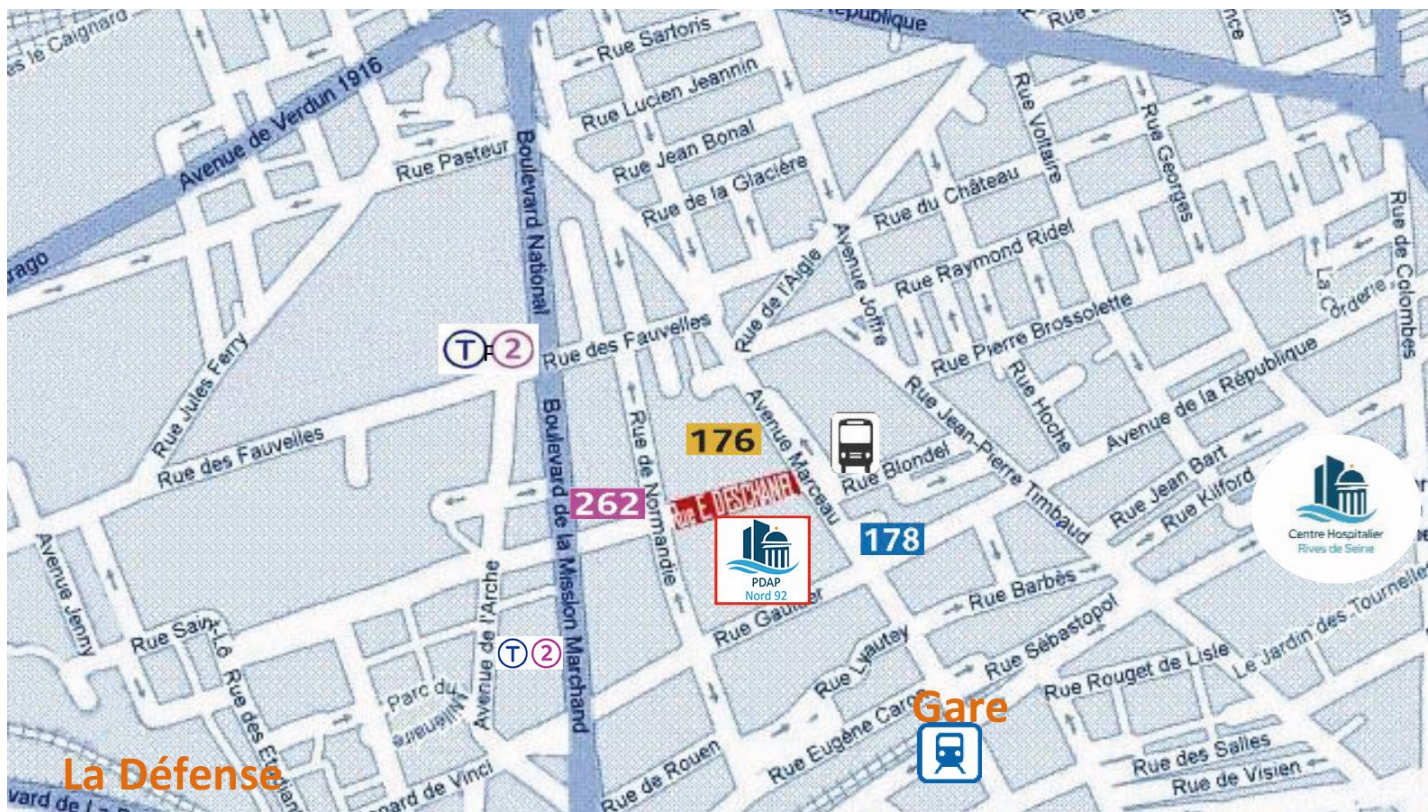 République
Rue Sartoris
Avenue de Verdun 1916
Rue Lucien Jeannin
Rue Pasteur
Boulevard National
Rue Jean Bonal
Rue de la Glacière
Rue Voltaire
Rue Georges
Rue du Château
Rue de Colombes
Rue Raymond Ridel
Avenue Joffre
Rue de l'Aigle
La Corderie
Rue Pierre Brossolette
Rue des Fauvelles
T F 2
Rue Jules Ferry
Rue Hoche
Avenue de la République
Rue Jean-Pierre Timbaud
Avenue Marceau
Rue des Fauvelles
176
Rue Blondel
Rue de Normandie
Boulevard de la Mission Marchand
262
Rue E DESCHANEL
178
Rue Jean Bart
Rue Kilford
Centre Hospitalier
Rives de Seine
PDAP
Nord 92
Avenue Jenny
Avenue de l'Arche
Rue Barbès
Rue Gaultier
Rue Saint-Lô
T 2
Rue Lyautey
Rue Sébastopol
Rue Rouget de Lisle
Le Jardin des Tournelles
Parc du
Millénaire
Gare
Rue Eugène Caron
Rue de Rouen
Rue des Salles
Rue de Visien
La Défense